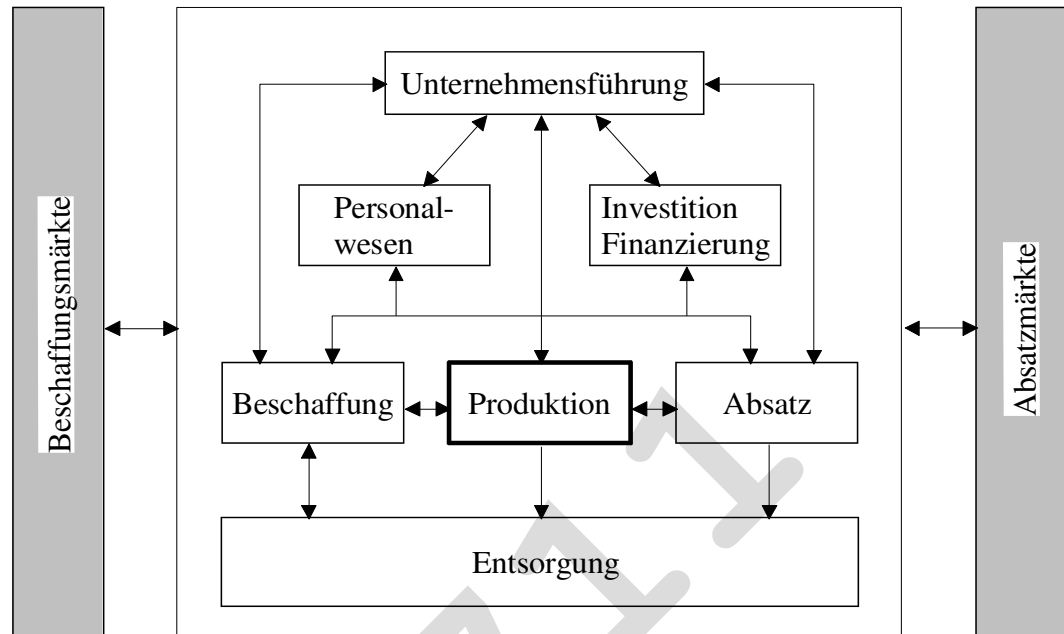 Unternehmensführung
Personal-
wesen
Investition
Finanzierung
Beschaffungsmärkte
Absatzmärkte
Beschaffung
Produktion
Absatz
Entsorgung